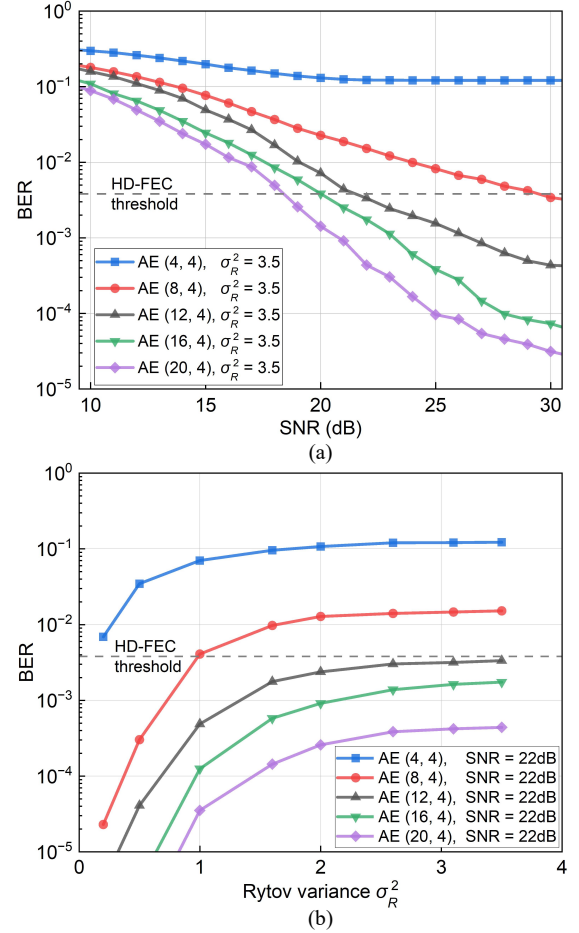 10^0
10^-1
10^-2
10^-3
10^-4
10^-5
BER
HD-FEC
threshold
AE (4, 4), σ_R^2 = 3.5
AE (8, 4), σ_R^2 = 3.5
AE (12, 4), σ_R^2 = 3.5
AE (16, 4), σ_R^2 = 3.5
AE (20, 4), σ_R^2 = 3.5
10 15 20 25 30
SNR (dB)
(a)
10^0
10^-1
10^-2
10^-3
10^-4
10^-5
BER
HD-FEC
threshold
AE (4, 4), SNR = 22dB
AE (8, 4), SNR = 22dB
AE (12, 4), SNR = 22dB
AE (16, 4), SNR = 22dB
AE (20, 4), SNR = 22dB
0 1 2 3 4
Rytov variance σ_R^2
(b)